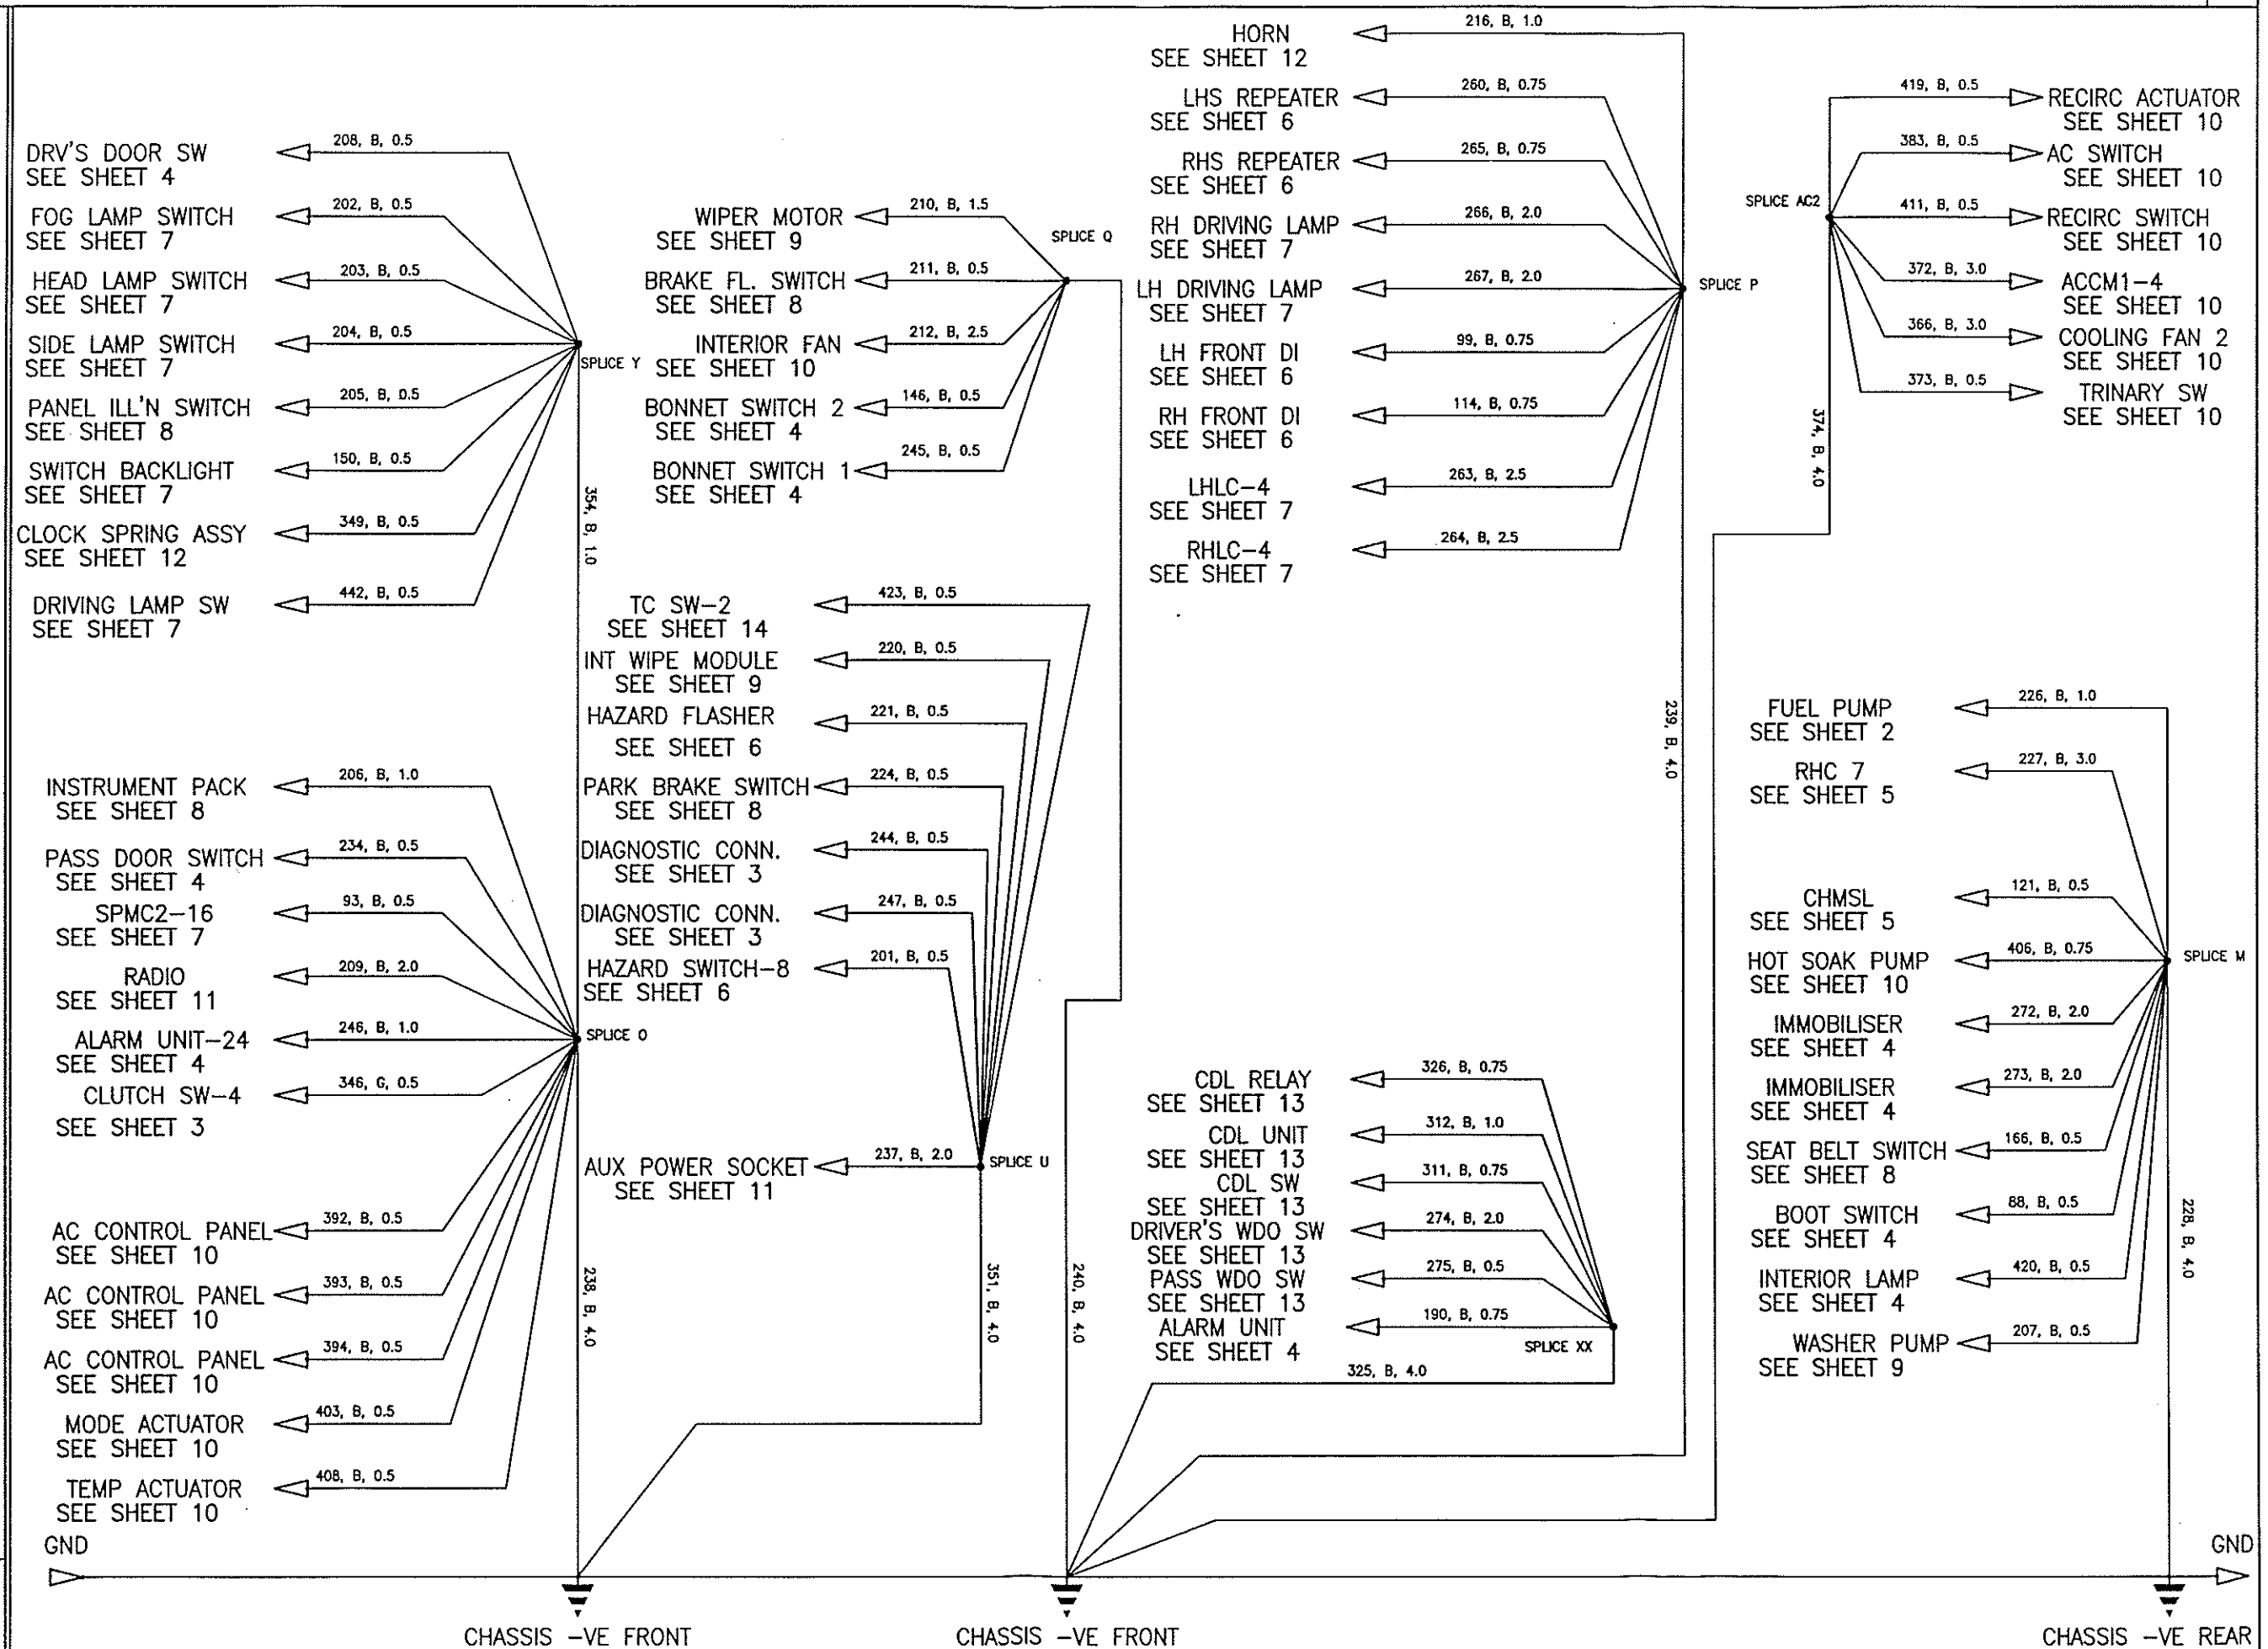 DRV'S DOOR SW
SEE SHEET 4
208, B, 0.5
FOG LAMP SWITCH
SEE SHEET 7
202, B, 0.5
HEAD LAMP SWITCH
SEE SHEET 7
203, B, 0.5
SIDE LAMP SWITCH
SEE SHEET 7
204, B, 0.5
PANEL ILL'N SWITCH
SEE SHEET 8
205, B, 0.5
SWITCH BACKLIGHT
SEE SHEET 7
150, B, 0.5
CLOCK SPRING ASSY
SEE SHEET 12
349, B, 0.5
DRIVING LAMP SW
SEE SHEET 7
442, B, 0.5
SPLICE Y
354, B, 1.0
INSTRUMENT PACK
SEE SHEET 8
206, B, 1.0
PASS DOOR SWITCH
SEE SHEET 4
234, B, 0.5
SPMC2-16
SEE SHEET 7
93, B, 0.5
RADIO
SEE SHEET 11
209, B, 2.0
ALARM UNIT-24
SEE SHEET 4
246, B, 1.0
CLUTCH SW-4
SEE SHEET 3
346, G, 0.5
SPLICE O
AC CONTROL PANEL
SEE SHEET 10
392, B, 0.5
AC CONTROL PANEL
SEE SHEET 10
393, B, 0.5
AC CONTROL PANEL
SEE SHEET 10
394, B, 0.5
MODE ACTUATOR
SEE SHEET 10
403, B, 0.5
TEMP ACTUATOR
SEE SHEET 10
408, B, 0.5
238, B, 4.0
WIPER MOTOR
SEE SHEET 9
210, B, 1.5
BRAKE FL. SWITCH
SEE SHEET 8
211, B, 0.5
INTERIOR FAN
SEE SHEET 10
212, B, 2.5
BONNET SWITCH 2
SEE SHEET 4
146, B, 0.5
BONNET SWITCH 1
SEE SHEET 4
245, B, 0.5
SPLICE Q
TC SW-2
SEE SHEET 14
423, B, 0.5
INT WIPE MODULE
SEE SHEET 9
220, B, 0.5
HAZARD FLASHER
SEE SHEET 6
221, B, 0.5
PARK BRAKE SWITCH
SEE SHEET 8
224, B, 0.5
DIAGNOSTIC CONN.
SEE SHEET 3
244, B, 0.5
DIAGNOSTIC CONN.
SEE SHEET 3
247, B, 0.5
HAZARD SWITCH-8
SEE SHEET 6
201, B, 0.5
AUX POWER SOCKET
SEE SHEET 11
237, B, 2.0
SPLICE U
351, B, 4.0
240, B, 4.0
HORN
SEE SHEET 12
216, B, 1.0
LHS REPEATER
SEE SHEET 6
260, B, 0.75
RHS REPEATER
SEE SHEET 6
265, B, 0.75
RH DRIVING LAMP
SEE SHEET 7
266, B, 2.0
LH DRIVING LAMP
SEE SHEET 7
267, B, 2.0
LH FRONT DI
SEE SHEET 6
99, B, 0.75
RH FRONT DI
SEE SHEET 6
114, B, 0.75
LHLC-4
SEE SHEET 7
263, B, 2.5
RHLC-4
SEE SHEET 7
264, B, 2.5
SPLICE P
239, B, 4.0
CDL RELAY
SEE SHEET 13
326, B, 0.75
CDL UNIT
SEE SHEET 13
312, B, 1.0
CDL SW
SEE SHEET 13
311, B, 0.75
DRIVER'S WDO SW
SEE SHEET 13
274, B, 2.0
PASS WDO SW
SEE SHEET 13
275, B, 0.5
ALARM UNIT
SEE SHEET 4
190, B, 0.75
SPLICE XX
325, B, 4.0
419, B, 0.5
RECIRC ACTUATOR
SEE SHEET 10
383, B, 0.5
AC SWITCH
SEE SHEET 10
SPLICE AC2
411, B, 0.5
RECIRC SWITCH
SEE SHEET 10
372, B, 3.0
ACCM1-4
SEE SHEET 10
366, B, 3.0
COOLING FAN 2
SEE SHEET 10
373, B, 0.5
TRINARY SW
SEE SHEET 10
374, B, 4.0
FUEL PUMP
SEE SHEET 2
226, B, 1.0
RHC 7
SEE SHEET 5
227, B, 3.0
CHMSL
SEE SHEET 5
121, B, 0.5
HOT SOAK PUMP
SEE SHEET 10
406, B, 0.75
SPLICE M
IMMOBILISER
SEE SHEET 4
272, B, 2.0
IMMOBILISER
SEE SHEET 4
273, B, 2.0
SEAT BELT SWITCH
SEE SHEET 8
166, B, 0.5
BOOT SWITCH
SEE SHEET 4
88, B, 0.5
INTERIOR LAMP
SEE SHEET 4
420, B, 0.5
WASHER PUMP
SEE SHEET 9
207, B, 0.5
228, B, 4.0
GND
GND
CHASSIS -VE FRONT
CHASSIS -VE FRONT
CHASSIS -VE REAR